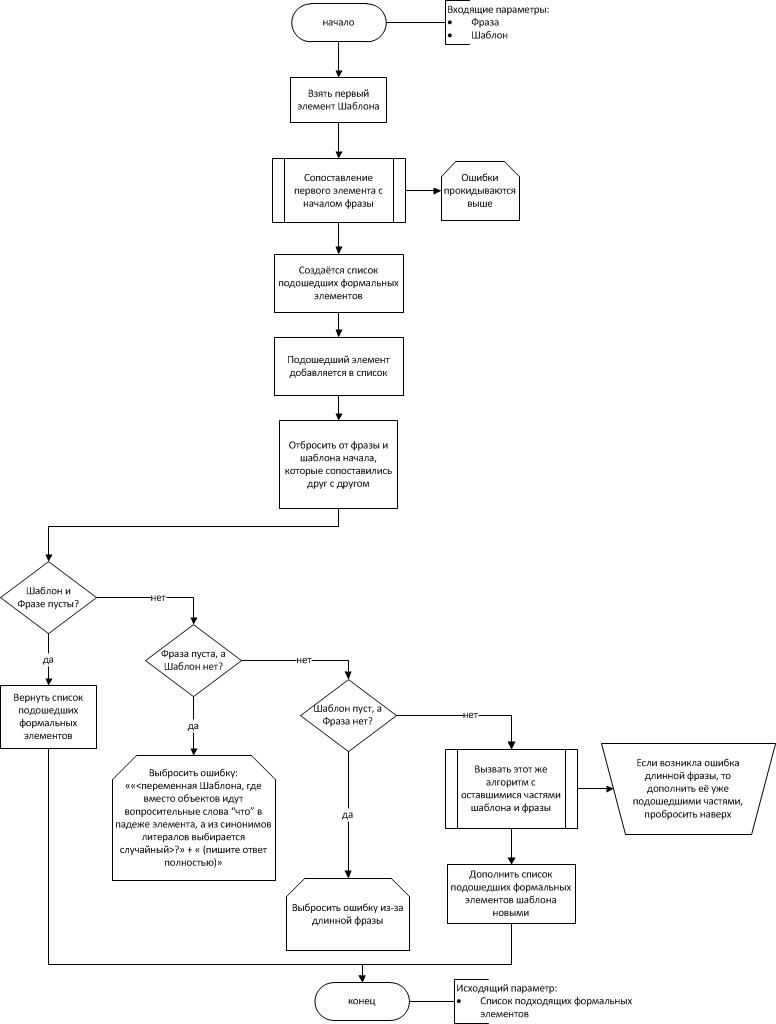 начало
Входящие параметры:
• Фраза
• Шаблон
Взять первый
элемент Шаблона
Сопоставление
первого элемента с
началом фразы
Ошибки
прокидываются
выше
Создаётся список
подошедших формальных
элементов
Подошедший элемент
добавляется в список
Отбросить от фразы и
шаблона начала,
которые сопоставились
друг с другом
Шаблон и
Фразе пусты?
нет
да
Фраза пуста, а
Шаблон нет?
нет
да
Шаблон пуст, а
Фраза нет?
нет
да
Вернуть список
подошедших
формальных
элементов
Выбросить ошибку:
««<переменная Шаблона, где
вместо объектов идут
вопросительные слова “что” в
падеже элемента, а из синонимов
литералов выбирается
случайный>?» + « (пишите ответ
полностью)»
Вызвать этот же
алгоритм с
оставшимися частями
шаблона и фразы
Если возникла ошибка
длинной фразы, то
дополнить её уже
подошедшими частями,
пробросить наверх
Выбросить ошибку из-за
длинной фразы
Дополнить список
подошедших формальных
элементов шаблона
новыми
конец
Исходящий параметр:
• Список подходящих формальных
элементов